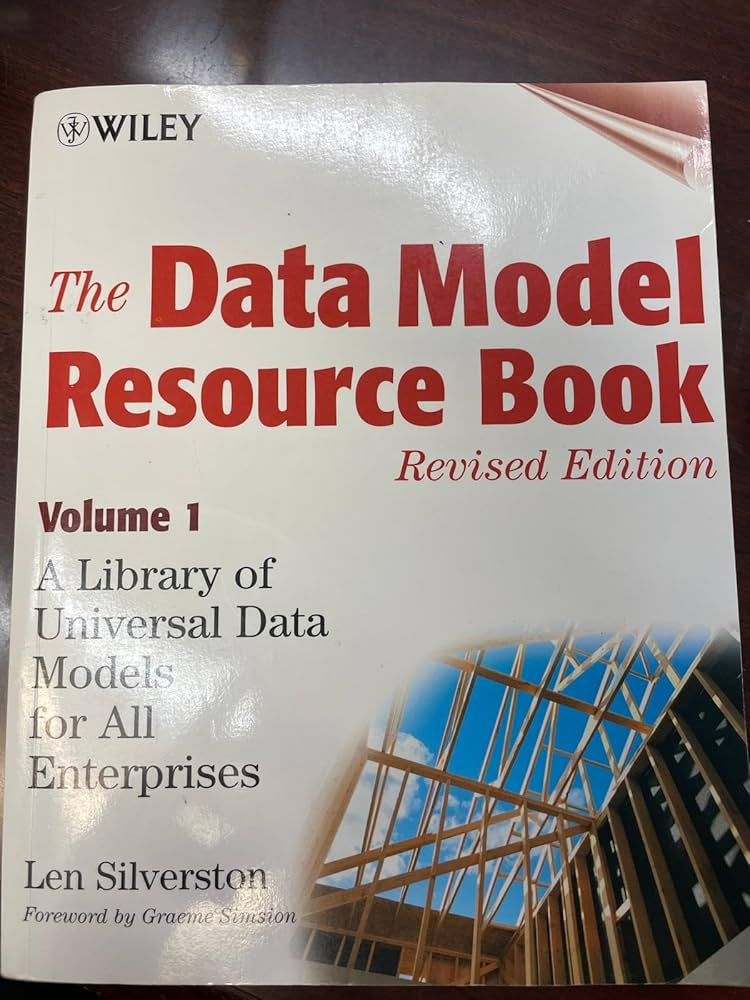 WILEY
The Data Model
Resource Book
Revised Edition
Volume 1
A Library of
Universal Data
Models
for All
Enterprises
Len Silverston
Foreword by Graeme Simsion